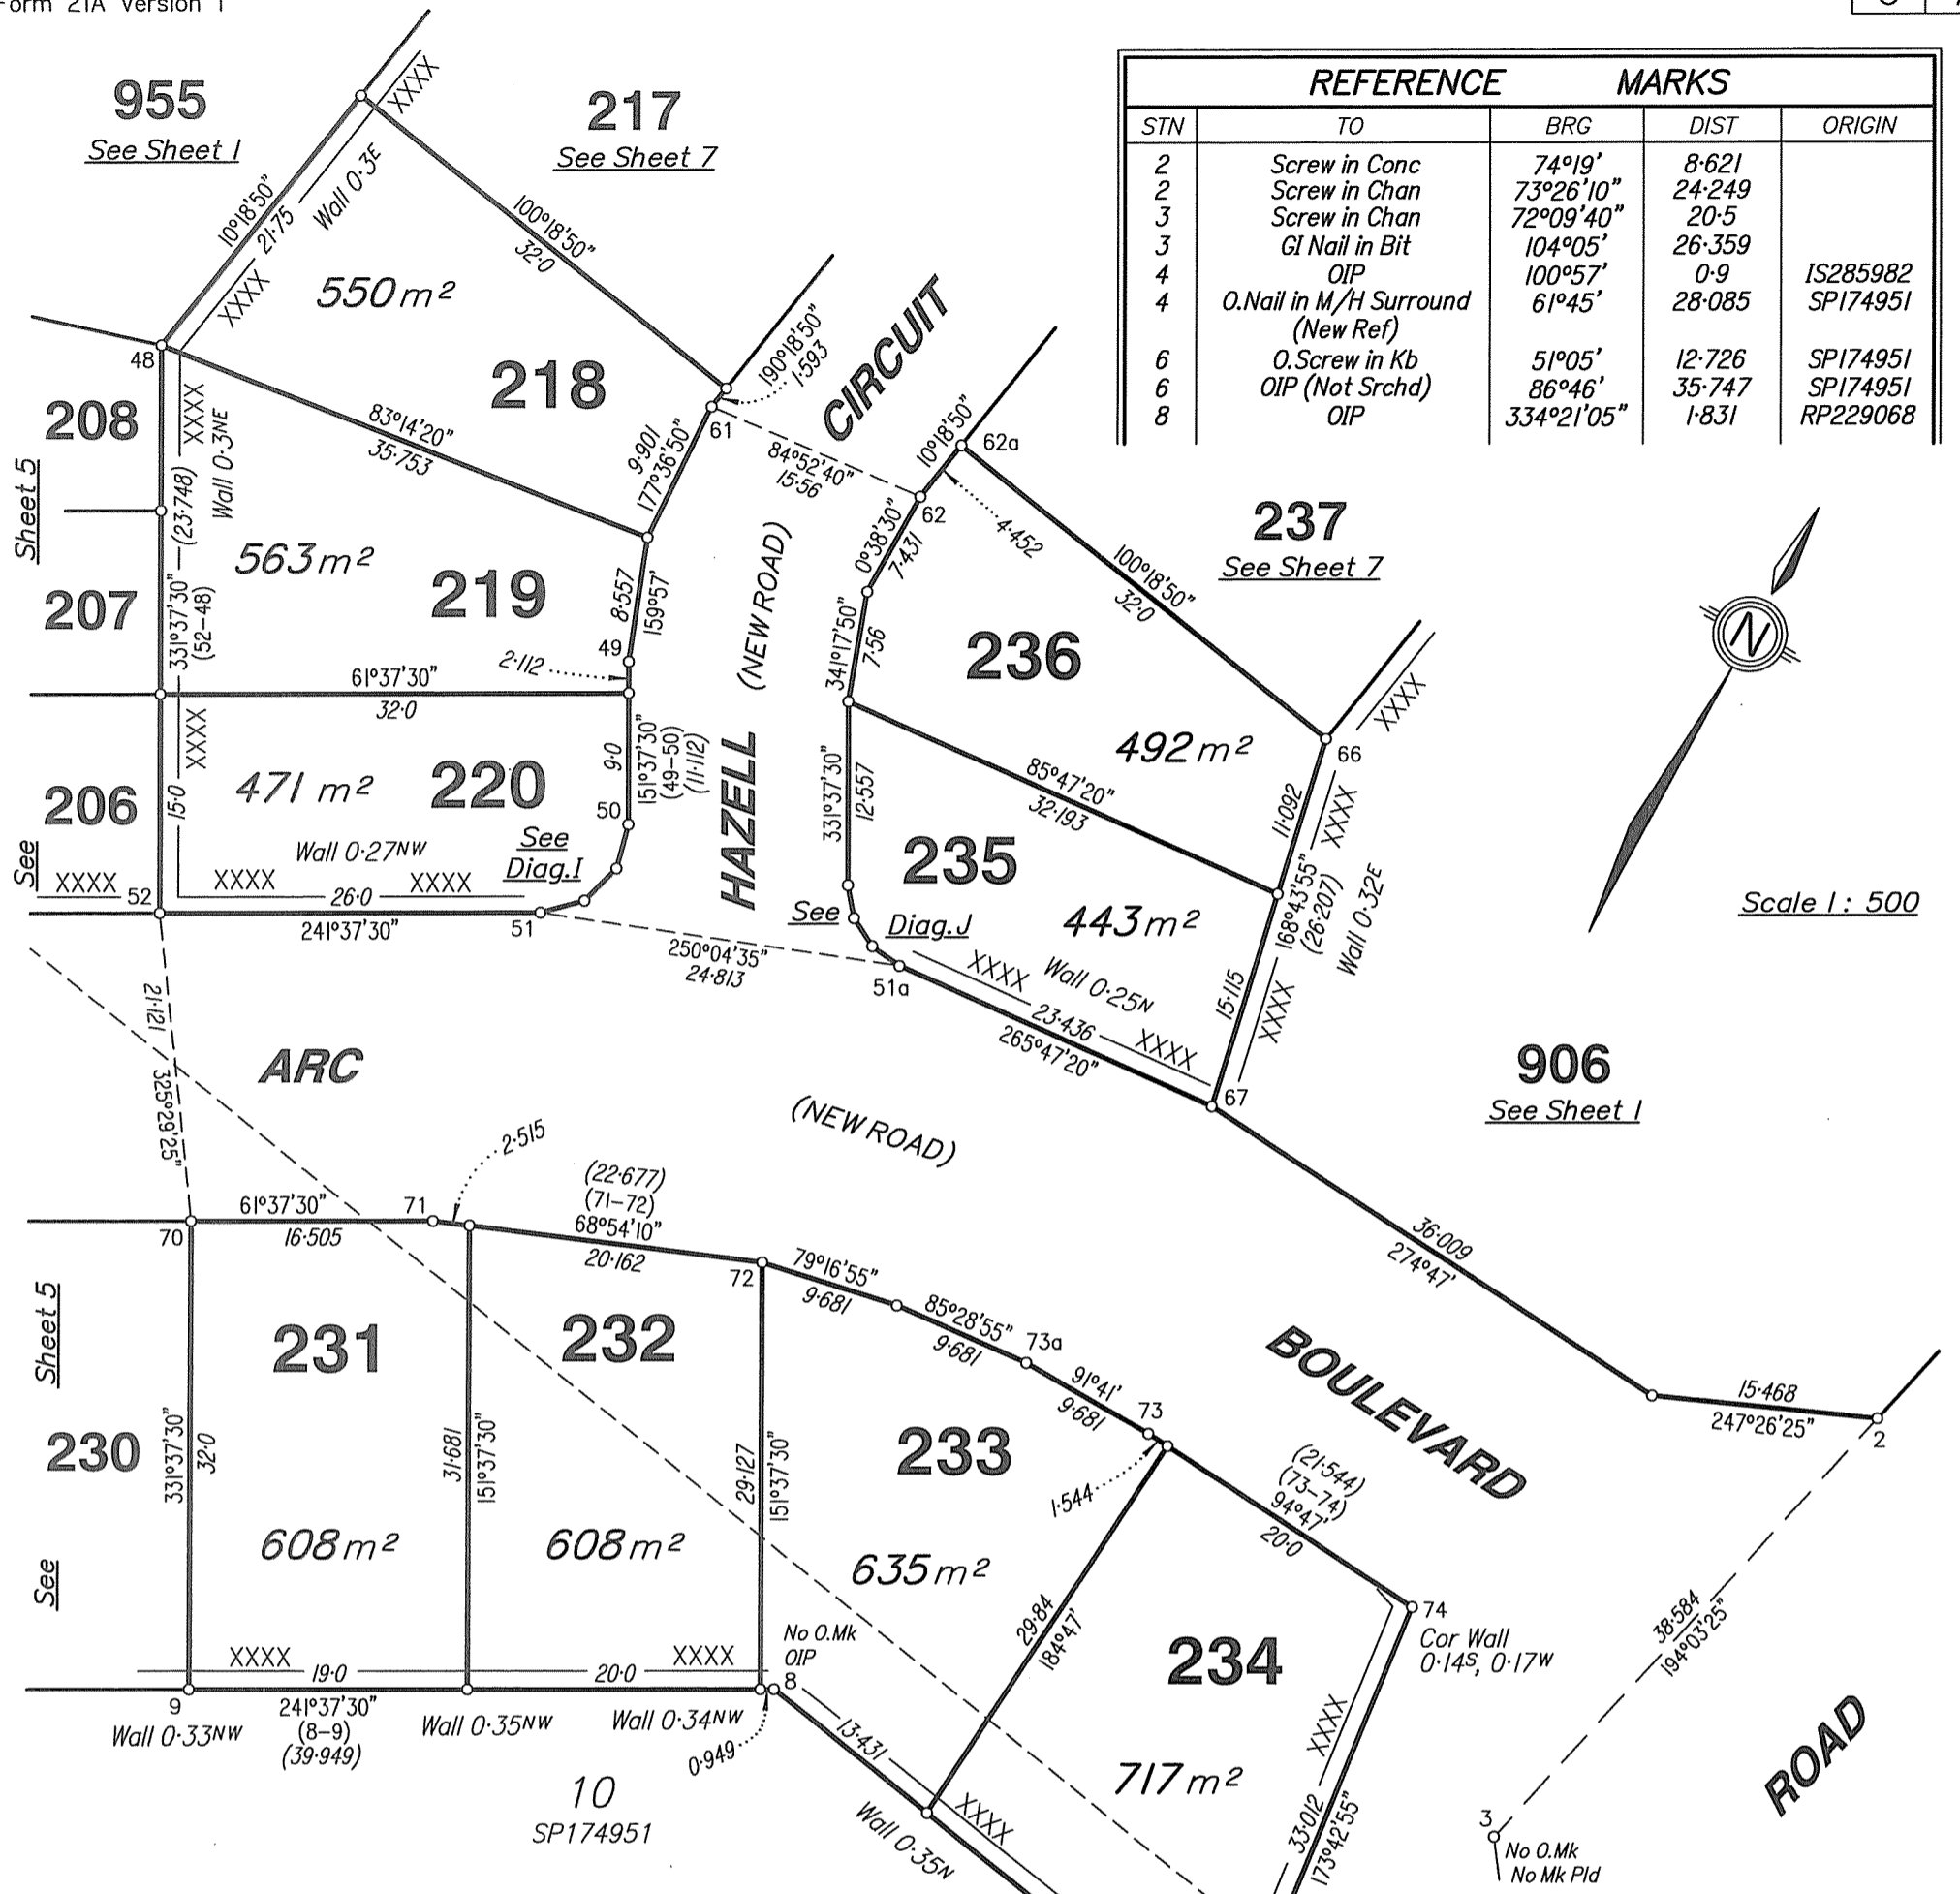 Form 21A Version 1
REFERENCE MARKS
STN TO BRG DIST ORIGIN
2 Screw in Conc 74°19' 8·621
2 Screw in Chan 73°26'10" 24·249
3 Screw in Chan 72°09'40" 20·5
3 GI Nail in Bit 104°05' 26·359
4 OIP 100°57' 0·9 IS285982
4 O.Nail in M/H Surround 61°45' 28·085 SP174951
(New Ref)
6 O.Screw in Kb 51°05' 12·726 SP174951
6 OIP (Not Srchd) 86°46' 35·747 SP174951
8 OIP 334°21'05" 1·831 RP229068
955
See Sheet 1
217
See Sheet 7
XXXX
10°18'50"
21·75
Wall 0·3E
XXXX
100°18'50"
32·0
550 m²
218
190°18'50"
1·593
CIRCUIT
48
208
XXXX
Wall 0·3NE
83°14'20"
35·753
9·901
177°36'50"
61
84°52'40"
15·56
10°18'50"
62a
62
4·452
237
See Sheet 7
Sheet 5
207
331°37'30"
(23·748)
(52-48)
563 m²
219
8·557
159°57'
49
2·112
(NEW ROAD)
0°38'30"
7·431
341°17'50"
7·56
100°18'50"
32·0
236
492 m²
N
XXXX
66
61°37'30"
32·0
XXXX
15·0
471 m²
220
9·0
151°37'30"
(49-50)
(11·112)
50
HAZELL
331°37'30"
12·557
85°47'20"
32·193
11·092
XXXX
206
See
XXXX
52
Wall 0·27NW
XXXX
26·0
XXXX
See
Diag.I
241°37'30"
51
235
443 m²
See
Diag.J
168°43'55"
(26·207)
Wall 0·32E
15·115
XXXX
Scale 1: 500
250°04'35"
24·813
51a
XXXX
Wall 0·25N
23·436
XXXX
265°47'20"
67
906
See Sheet 1
21·121
325°29'25"
ARC
(NEW ROAD)
2·515
(22·677)
(71-72)
68°54'10"
20·162
61°37'30"
16·505
70
71
72
79°16'55"
9·681
85°28'55"
9·681
73a
91°41'
9·681
73
36·009
274°47'
BOULEVARD
15·468
247°26'25"
2
Sheet 5
230
See
331°37'30"
32·0
231
608 m²
31·681
151°37'30"
232
608 m²
29·127
151°37'30"
233
635 m²
1·544
(21·544)
(73-74)
94°47'
20·0
74
Cor Wall
0·14S, 0·17W
38·584
194°03'25"
29·84
184°47'
234
717 m²
XXXX
33·012
173°42'55"
No O.Mk
OIP
8
XXXX
19·0
20·0
XXXX
9
241°37'30"
(8-9)
(39·949)
Wall 0·33NW
Wall 0·35NW
Wall 0·34NW
0·949
13·431
XXXX
Wall 0·35N
10
SP174951
ROAD
3
No O.Mk
No Mk Pld